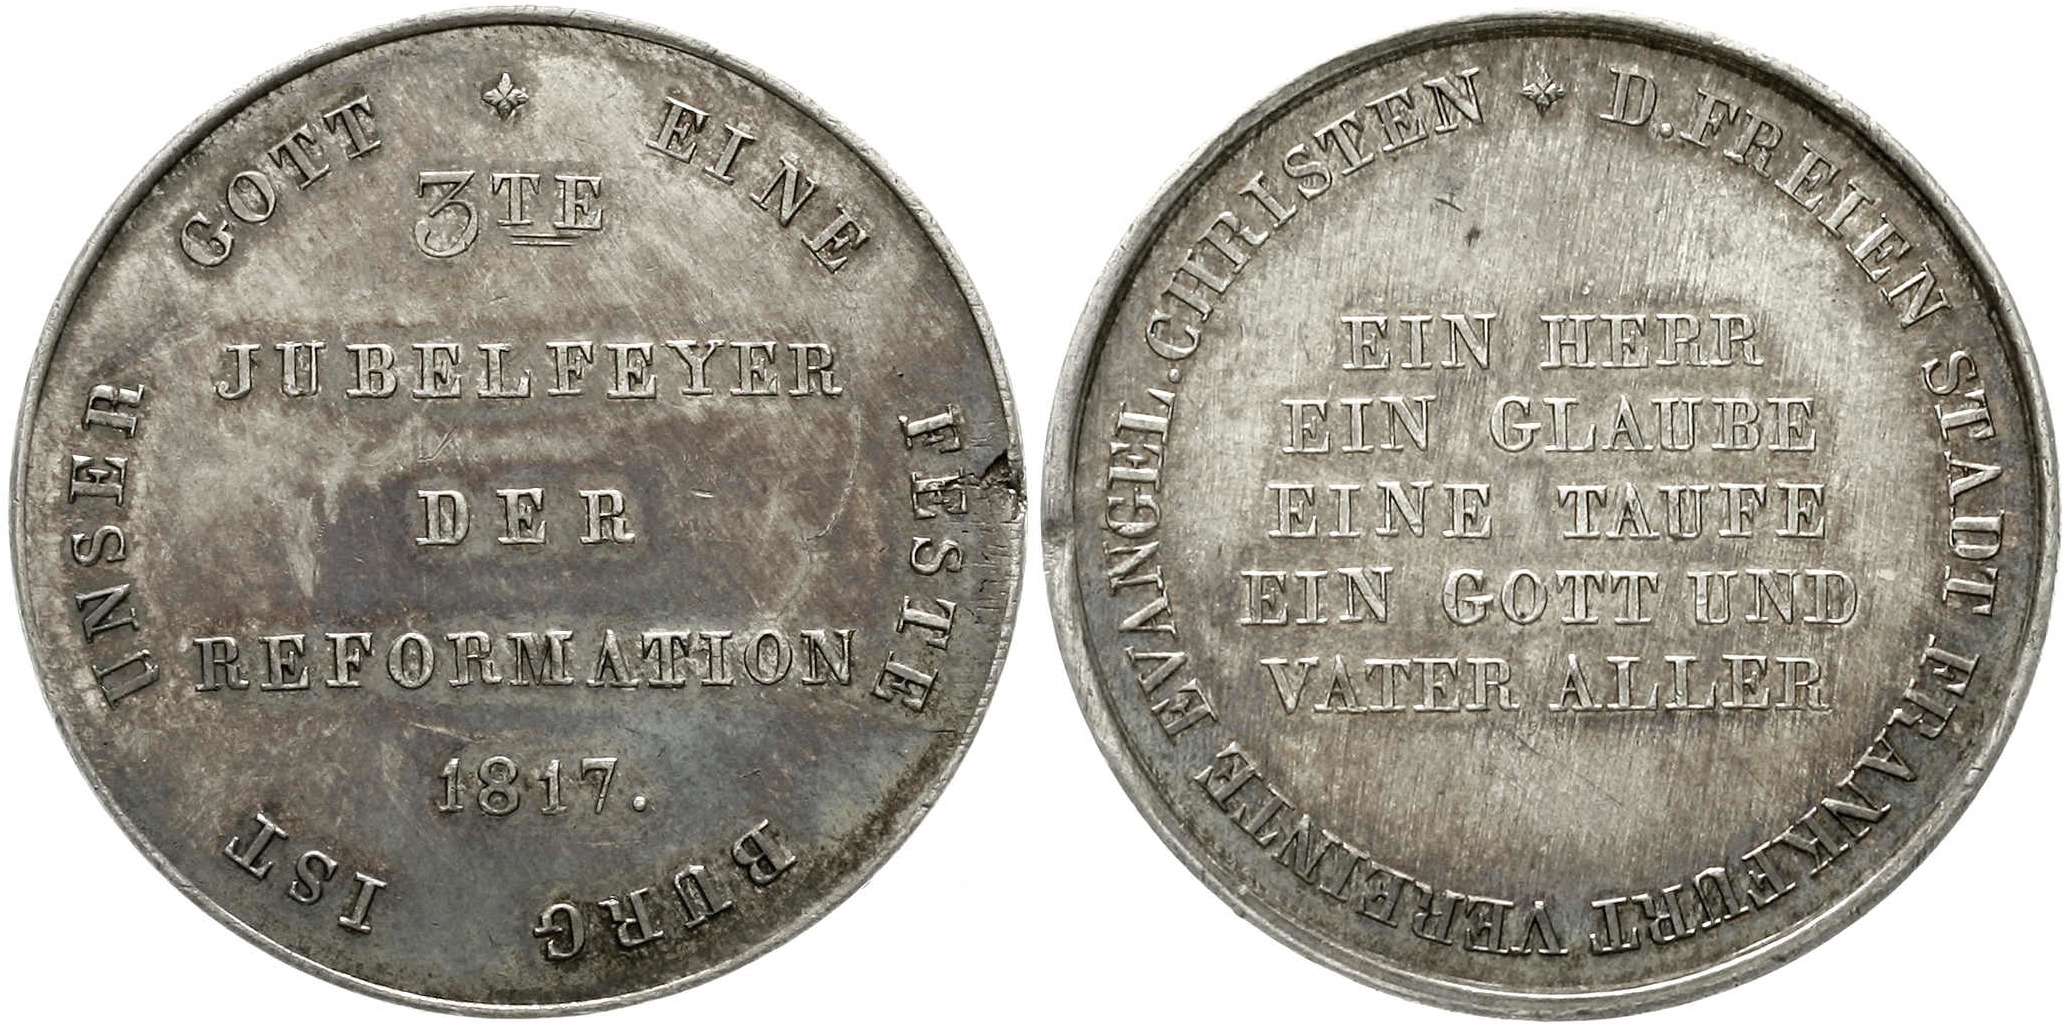 EINE FESTE BURG IST UNSER GOTT
3TE
JUBELFEYER
DER
REFORMATION
1817.
D.FREIEN STADT FRANKFURT VEREINTE EVANGEL.CHRISTEN
EIN HERR
EIN GLAUBE
EINE TAUFE
EIN GOTT UND
VATER ALLER